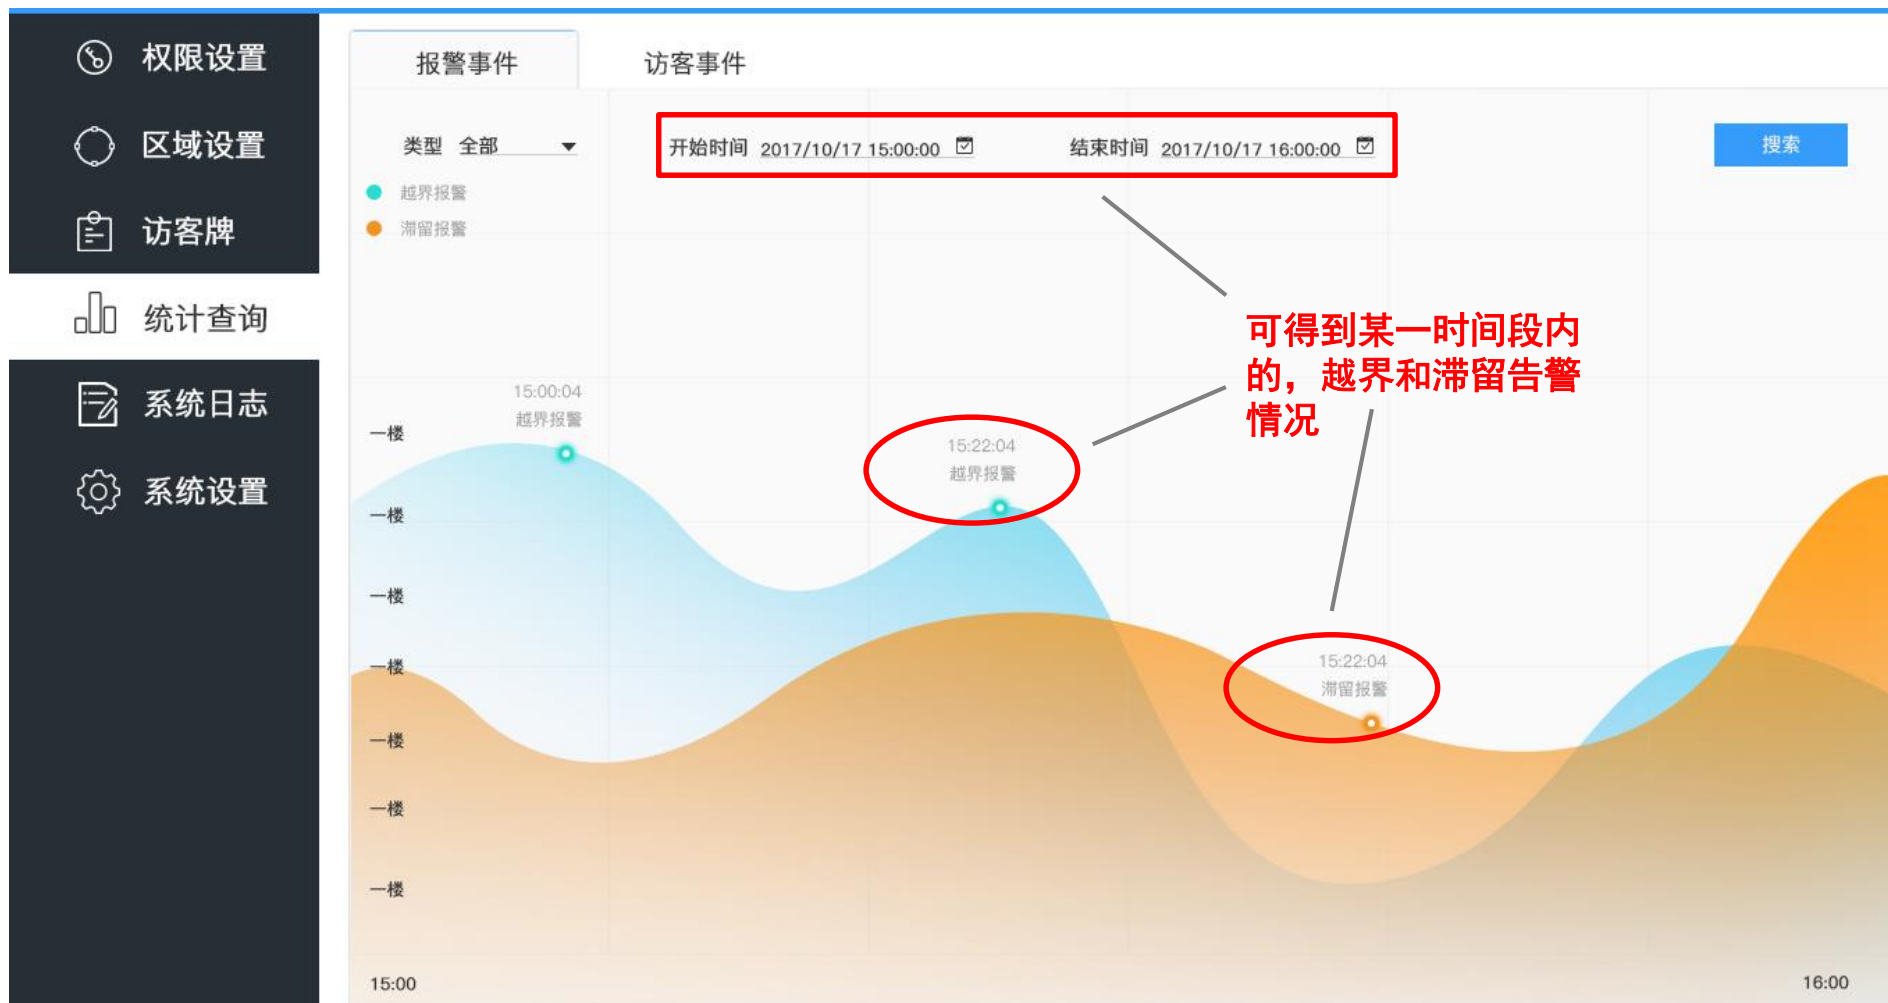 权限设置
区域设置
访客牌
统计查询
系统日志
系统设置
报警事件
访客事件
类型 全部
开始时间 2017/10/17 15:00:00
结束时间 2017/10/17 16:00:00
搜索
越界报警
滞留报警
可得到某一时间段内
的，越界和滞留告警
情况
15:00:04
越界报警
15:22:04
越界报警
15:22:04
滞留报警
一楼
一楼
一楼
一楼
一楼
一楼
一楼
15:00
16:00